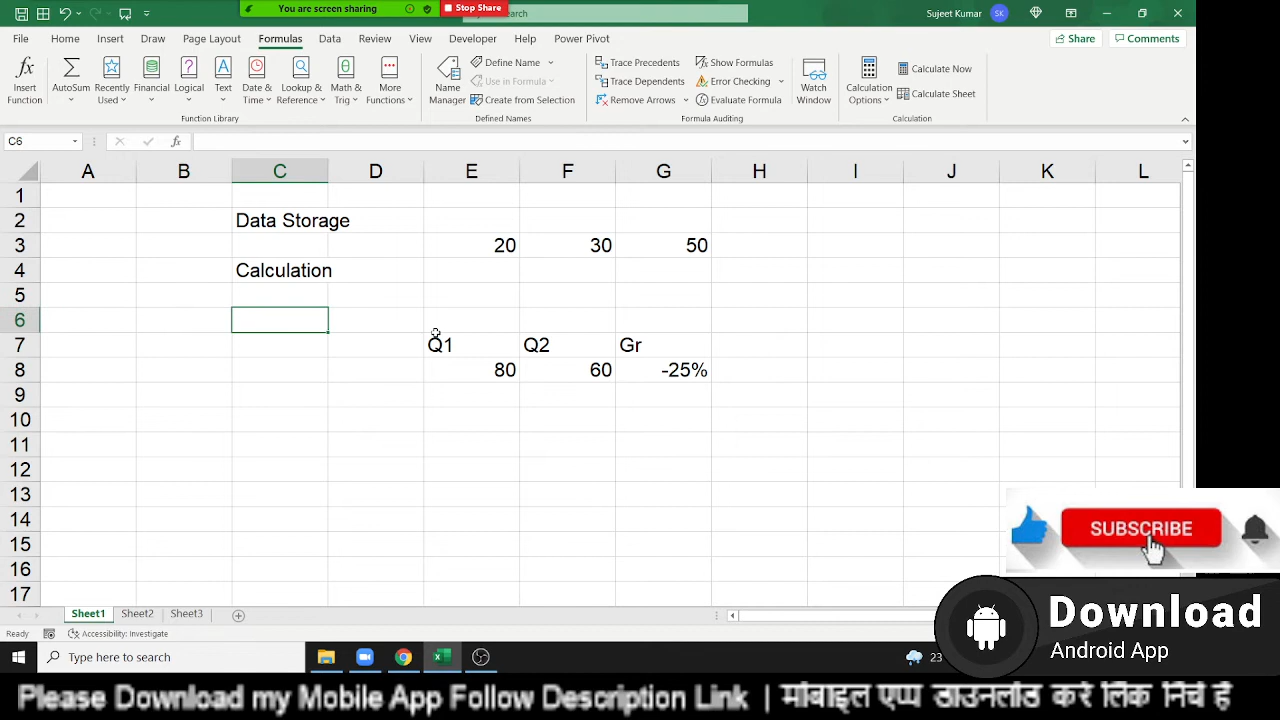 You are screen sharing
Stop Share
Search
Sujeet Kumar
SK
File Home Insert Draw Page Layout Formulas Data Review View Developer Help Power Pivot
Share
Comments
Insert Function
AutoSum
Recently Used
Financial
Logical
Text
Date & Time
Lookup & Reference
Math & Trig
More Functions
Function Library
Name Manager
Define Name
Use in Formula
Create from Selection
Defined Names
Trace Precedents
Trace Dependents
Remove Arrows
Show Formulas
Error Checking
Evaluate Formula
Formula Auditing
Watch Window
Calculation Options
Calculate Now
Calculate Sheet
Calculation
C6
fx
A B C D E F G H I J K L
1
2 Data Storage
3 20 30 50
4 Calculation
5
6
7 Q1 Q2 Gr
8 80 60 -25%
9
10
11
12
13
14
15
16
17
SUBSCRIBE
Sheet1 Sheet2 Sheet3
Ready
Accessibility: Investigate
Download
Android App
Type here to search
23
Please Download my Mobile App Follow Description Link | मोबाइल एप्प डाउनलोड करे लिंक निचे है